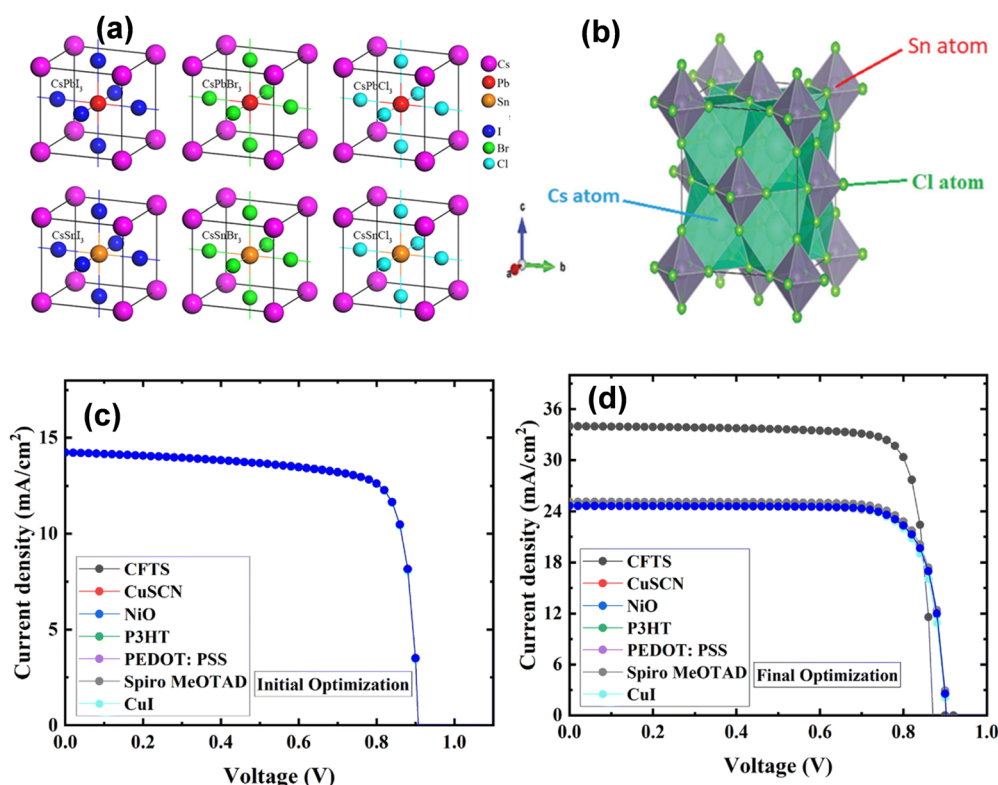 (a)
CsPbI3
CsPbBr3
CsPbCl3
CsSnI3
CsSnBr3
CsSnCl3
Cs
Pb
Sn
I
Br
Cl
(b)
Sn atom
Cl atom
Cs atom
c
a
b
(c)
Current density (mA/cm²)
15
10
5
0
CFTS
CuSCN
NiO
P3HT
PEDOT: PSS
Spiro MeOTAD
CuI
Initial Optimization
0.0 0.2 0.4 0.6 0.8 1.0
Voltage (V)
(d)
Current density (mA/cm²)
36
30
24
18
12
6
0
CFTS
CuSCN
NiO
P3HT
PEDOT: PSS
Spiro MeOTAD
CuI
Final Optimization
0.0 0.2 0.4 0.6 0.8 1.0
Voltage (V)